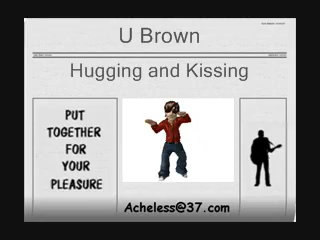 U Brown
Hugging and Kissing
PUT
TOGETHER
FOR
YOUR
PLEASURE
Acheless@37.com